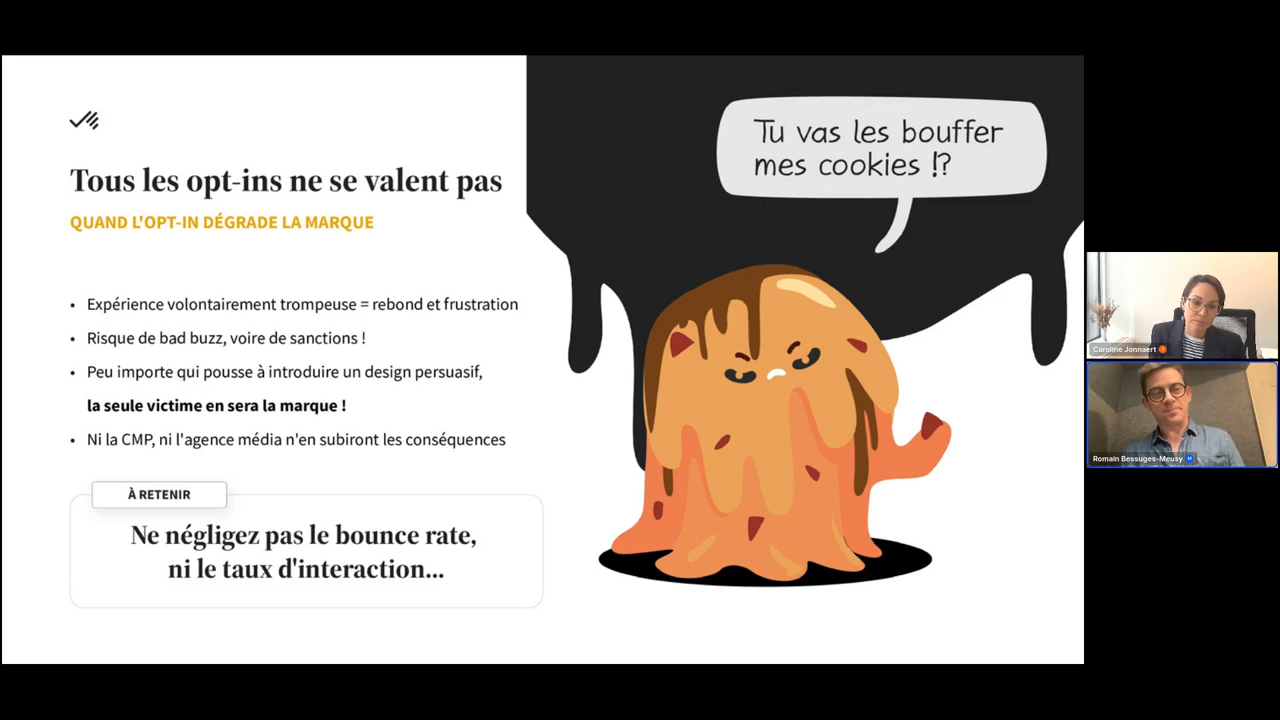 Tous les opt-ins ne se valent pas
QUAND L'OPT-IN DÉGRADE LA MARQUE
• Expérience volontairement trompeuse = rebond et frustration
• Risque de bad buzz, voire de sanctions !
• Peu importe qui pousse à introduire un design persuasif,
la seule victime en sera la marque !
• Ni la CMP, ni l'agence média n'en subiront les conséquences
À RETENIR
Ne négligez pas le bounce rate,
ni le taux d'interaction...
Tu vas les bouffer
mes cookies !?
Caroline Jonnaert
Romain Bessuges-Meusy